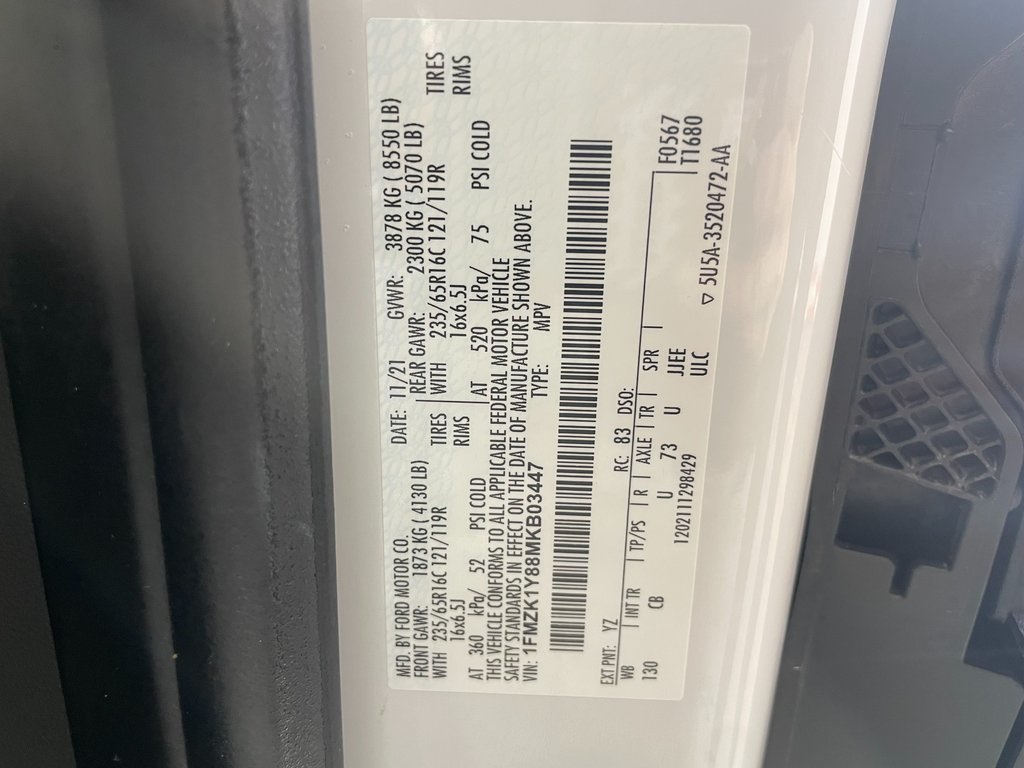 MFD. BY FORD MOTOR CO.
DATE: 11/21 GVWR: 3878 KG ( 8550 LB)
FRONT GAWR: 1873 KG ( 4130 LB) REAR GAWR: 2300 KG ( 5070 LB)
WITH 235/65R16C 121/119R TIRES WITH 235/65R16C 121/119R TIRES
16x6.5J RIMS 16x6.5J RIMS
AT 360 kPa/ 52 PSI COLD AT 520 kPa/ 75 PSI COLD
THIS VEHICLE CONFORMS TO ALL APPLICABLE FEDERAL MOTOR VEHICLE
SAFETY STANDARDS IN EFFECT ON THE DATE OF MANUFACTURE SHOWN ABOVE.
VIN: 1FMZK1Y88MKB03447 TYPE: MPV
EXT PNT: YZ RC: 83 DSO:
WB INT TR TP/PS R AXLE TR SPR F0567
130 CB U 73 U JJEE TT1680
1202111298429 ULC
▽ 5U5A-3520472-AA